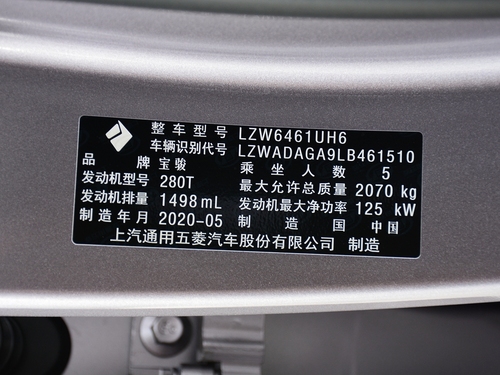 整车型号 LZW6461UH6
车辆识别代号 LZWADAGA9LB461510
品牌 宝骏 乘坐人数 5
发动机型号 280T 最大允许总质量 2070 kg
发动机排量 1498 mL 发动机最大净功率 125 kW
制造年月 2020-05 制造国 中国
上汽通用五菱汽车股份有限公司 制造